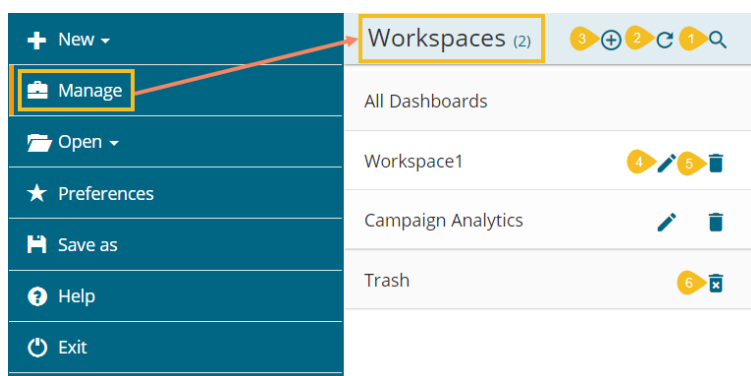 New
Manage
Open
Preferences
Save as
Help
Exit
Workspaces (2)
3
2
1
All Dashboards
Workspace1
4
5
Campaign Analytics
Trash
6